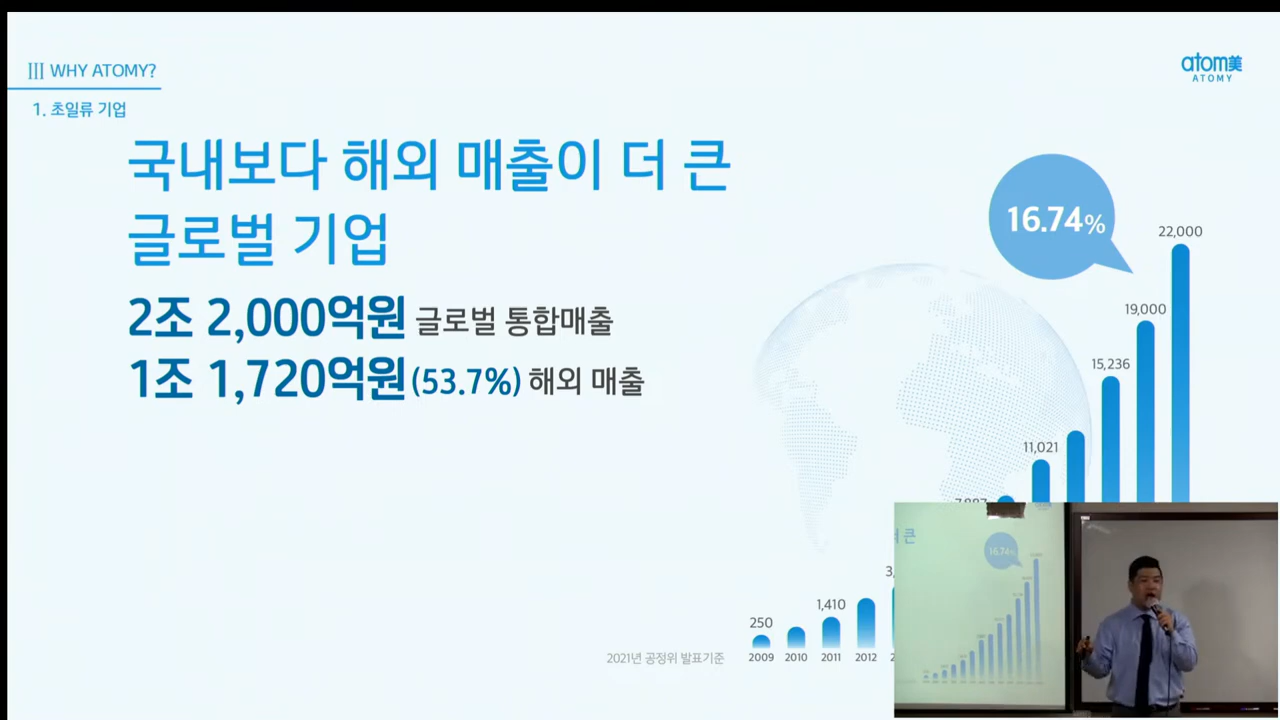 III WHY ATOMY?
atom美
ATOMY
1. 초일류 기업
국내보다 해외 매출이 더 큰
글로벌 기업
2조 2,000억원 글로벌 통합매출
1조 1,720억원(53.7%) 해외 매출
16.74%
22,000
19,000
15,236
11,021
1,410
250
2009 2010 2011 2012
2021년 공정위 발표기준
큰
16.74%